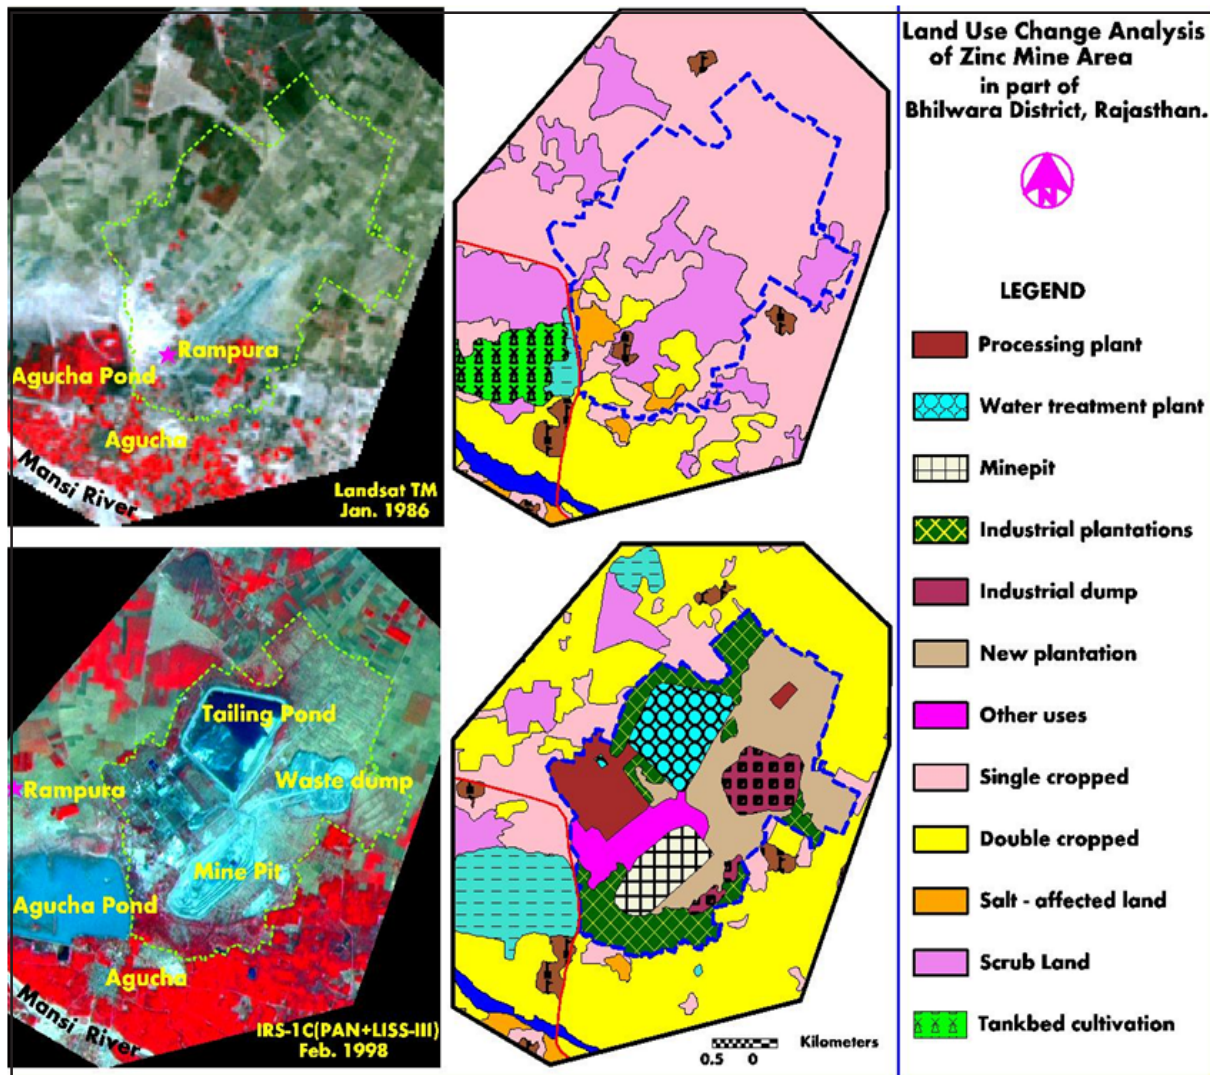 Land Use Change Analysis
of Zinc Mine Area
in part of
Bhilwara District, Rajasthan.
N
Rampura
Agucha Pond
Agucha
Mansi River
Landsat TM
Jan. 1986
LEGEND
Processing plant
Water treatment plant
Minepit
Industrial plantations
Industrial dump
New plantation
Other uses
Single cropped
Double cropped
Salt - affected land
Scrub Land
Tankbed cultivation
Tailing Pond
Waste dump
Rampura
Mine Pit
Agucha Pond
Agucha
Mansi River
IRS-1C(PAN+LISS-III)
Feb. 1998
Kilometers
0.5 0